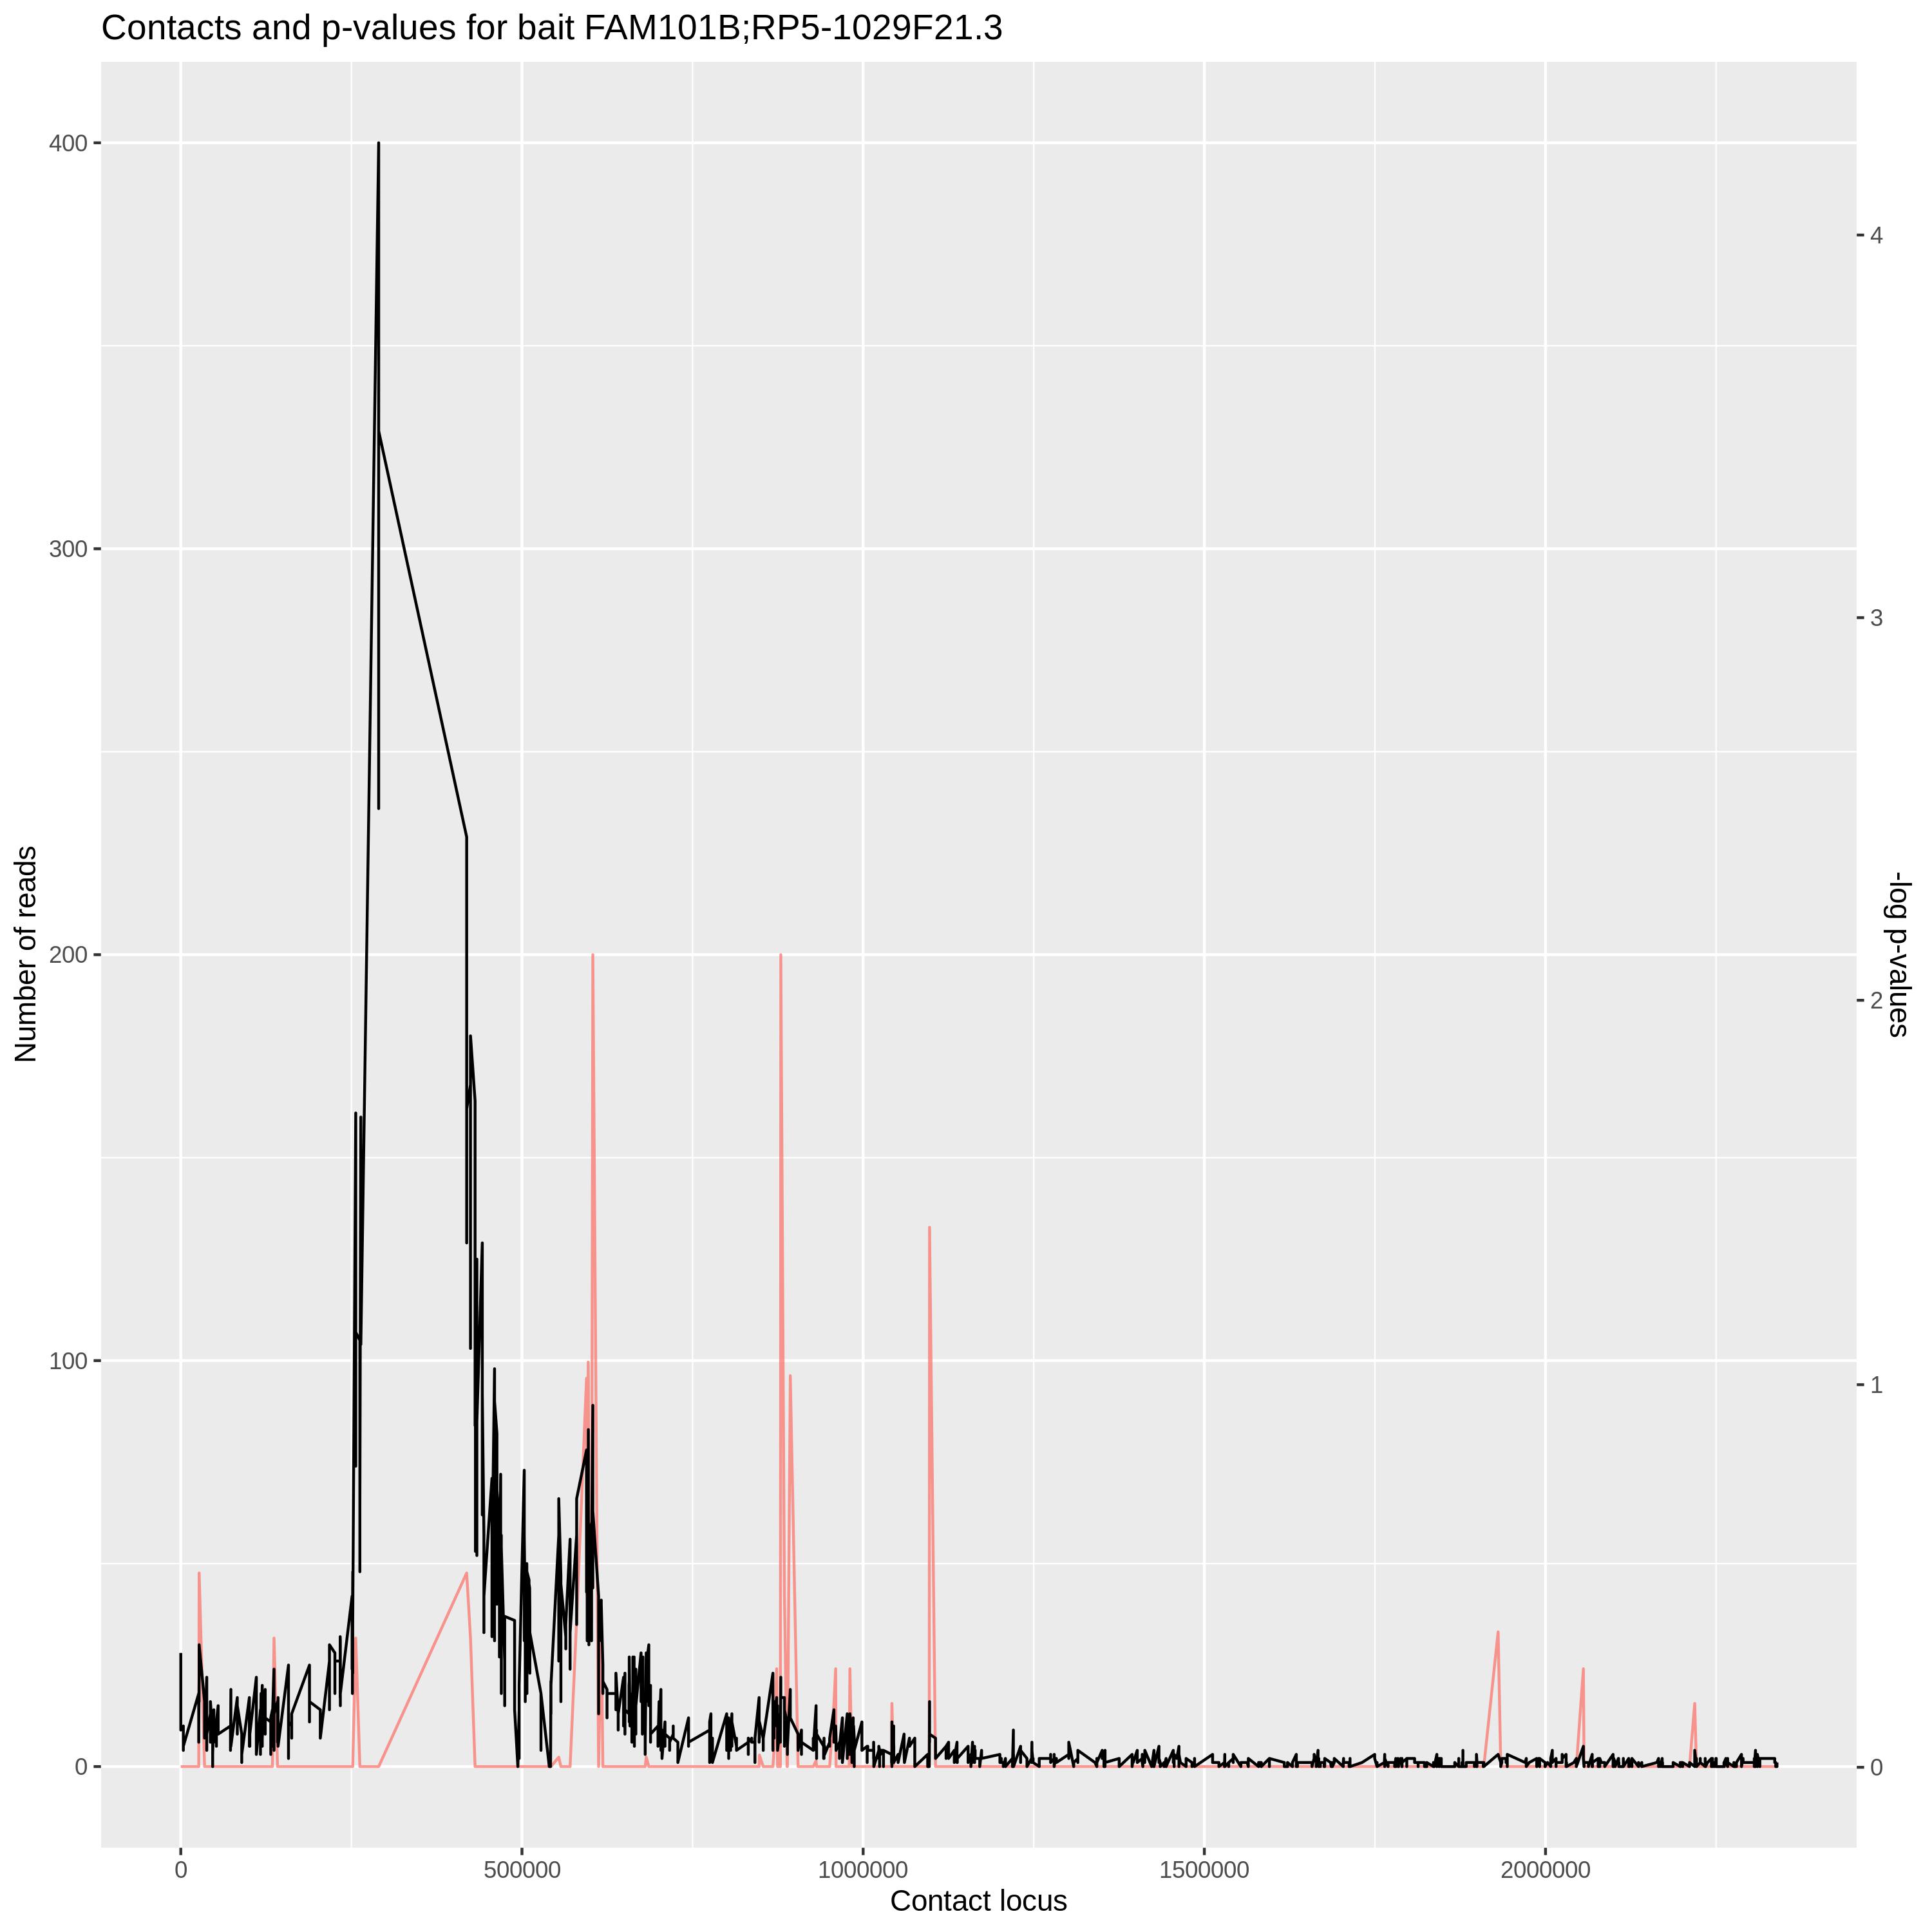 Contacts and p-values for bait FAM101B;RP5-1029F21.3
400
300
200
100
0
Number of reads
4
3
2
1
0
-log p-values
0 500000 1000000 1500000 2000000
Contact locus